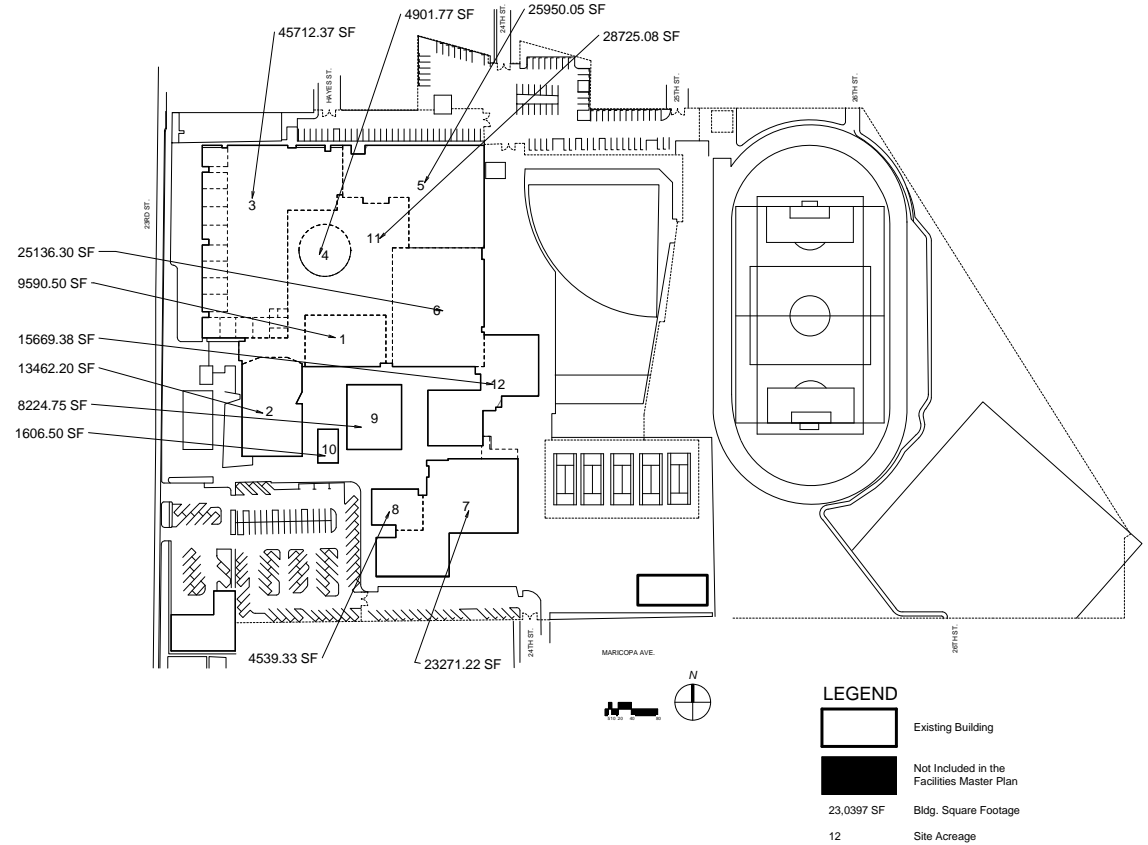 4901.77 SF
25950.05 SF
45712.37 SF
28725.08 SF
24TH ST.
HAYES ST.
25TH ST.
26TH ST.
23RD ST.
5
3
11
4
25136.30 SF
9590.50 SF
6
1
15669.38 SF
13462.20 SF
12
8224.75 SF
2
9
1606.50 SF
10
8
7
4539.33 SF
23271.22 SF
24TH ST.
MARICOPA AVE.
26TH ST.
N
LEGEND
Existing Building
Not Included in the
Facilities Master Plan
23,0397 SF Bldg. Square Footage
12 Site Acreage